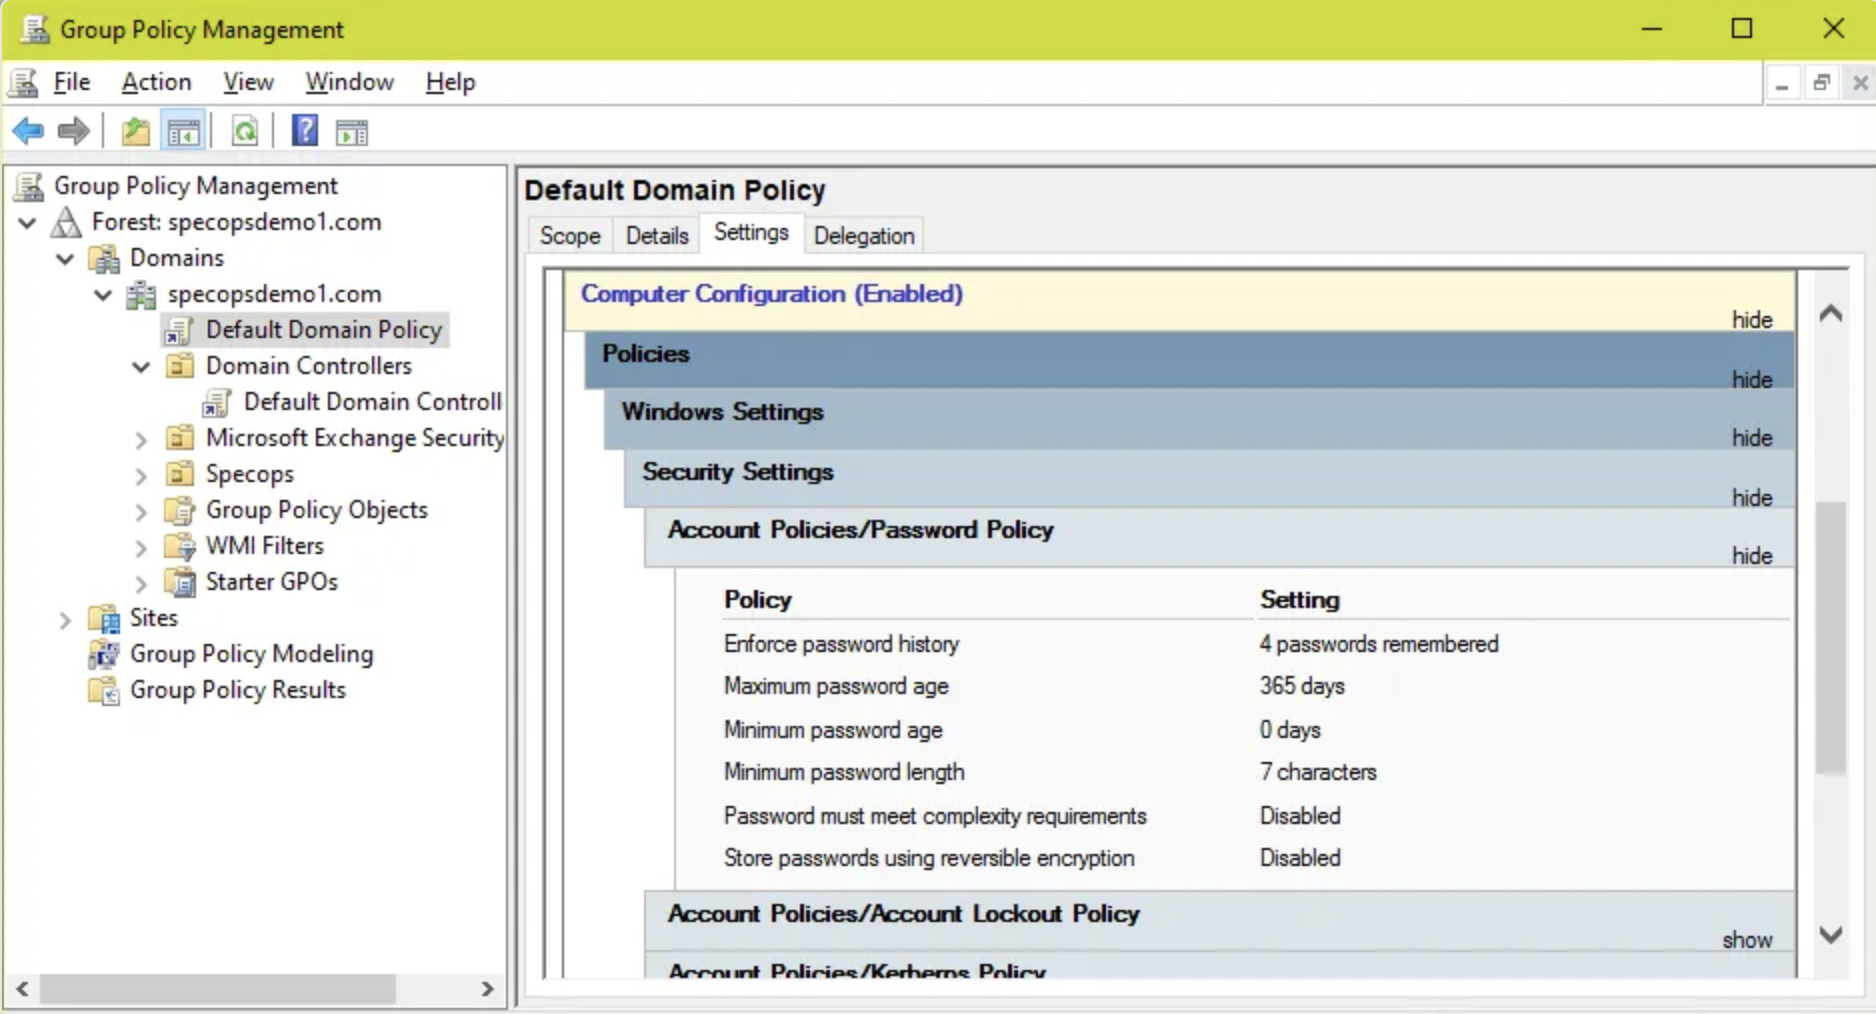 Group Policy Management
File Action View Window Help
Group Policy Management
Forest: specopsdemo1.com
Domains
specopsdemo1.com
Default Domain Policy
Domain Controllers
Default Domain Controll
Microsoft Exchange Security
Specops
Group Policy Objects
WMI Filters
Starter GPOs
Sites
Group Policy Modeling
Group Policy Results
Default Domain Policy
Scope Details Settings Delegation
Computer Configuration (Enabled)
hide
Policies
hide
Windows Settings
hide
Security Settings
hide
Account Policies/Password Policy
hide
Policy Setting
Enforce password history 4 passwords remembered
Maximum password age 365 days
Minimum password age 0 days
Minimum password length 7 characters
Password must meet complexity requirements Disabled
Store passwords using reversible encryption Disabled
Account Policies/Account Lockout Policy
show
Account Policies/Kerberos Policy